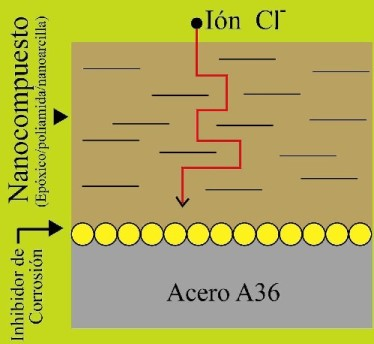 Ión Cl-
Nanocompuesto
(Epóxico/poliamida/nanoarcilla)
Inhibidor de
Corrosión
Acero A36